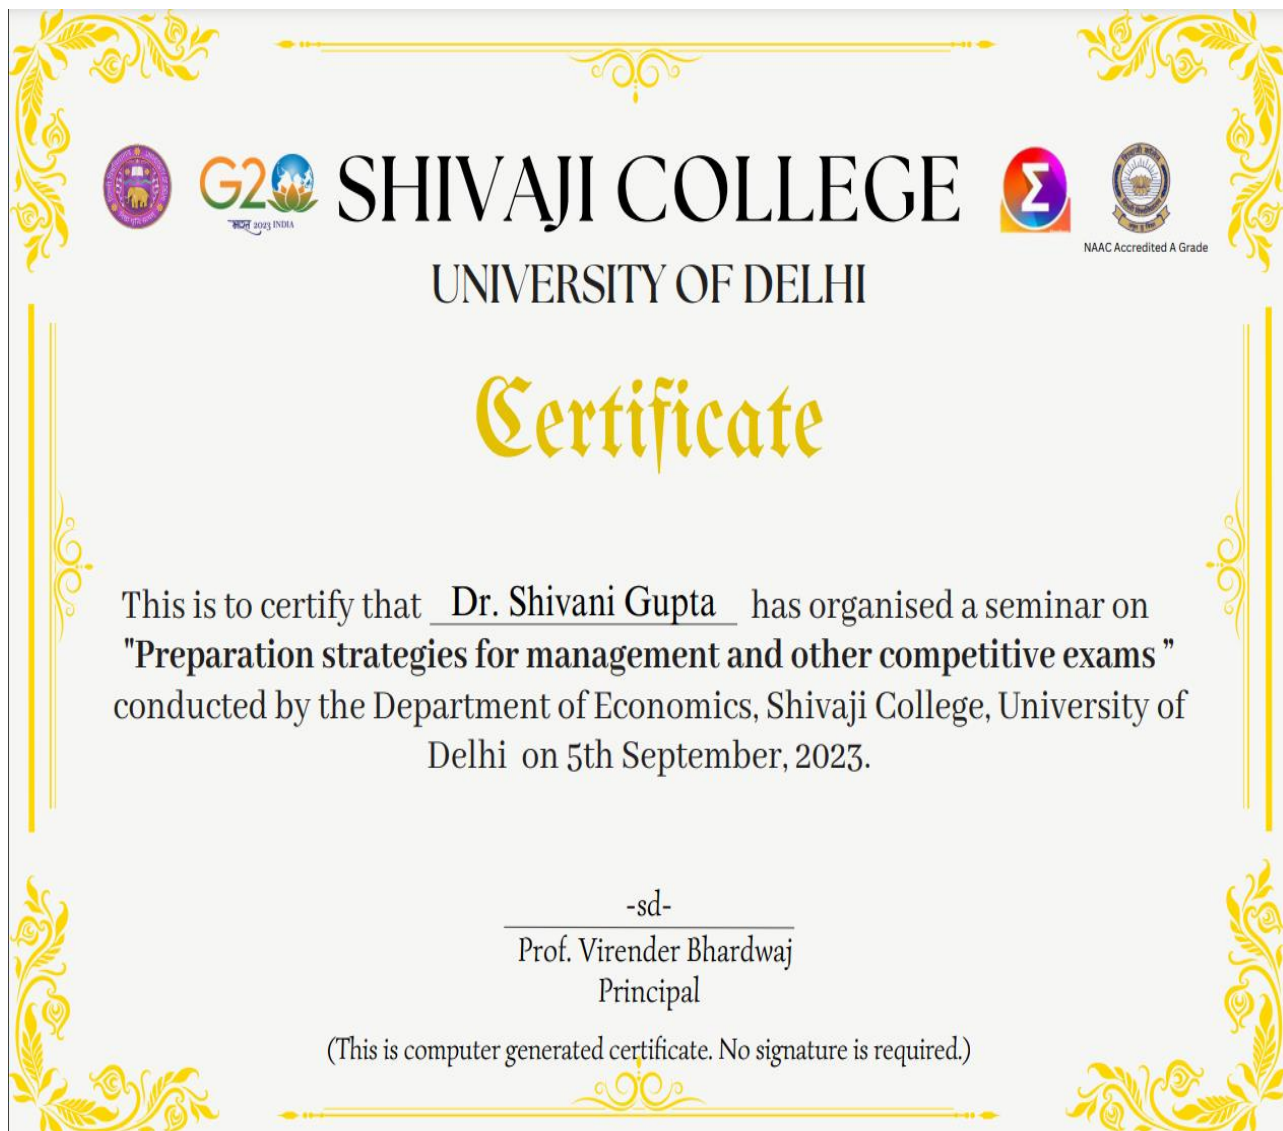 G20
भारत 2023 INDIA
SHIVAJI COLLEGE
NAAC Accredited A Grade
UNIVERSITY OF DELHI
Certificate
This is to certify that Dr. Shivani Gupta has organised a seminar on
"Preparation strategies for management and other competitive exams ”
conducted by the Department of Economics, Shivaji College, University of
Delhi on 5th September, 2023.
-sd-
Prof. Virender Bhardwaj
Principal
(This is computer generated certificate. No signature is required.)